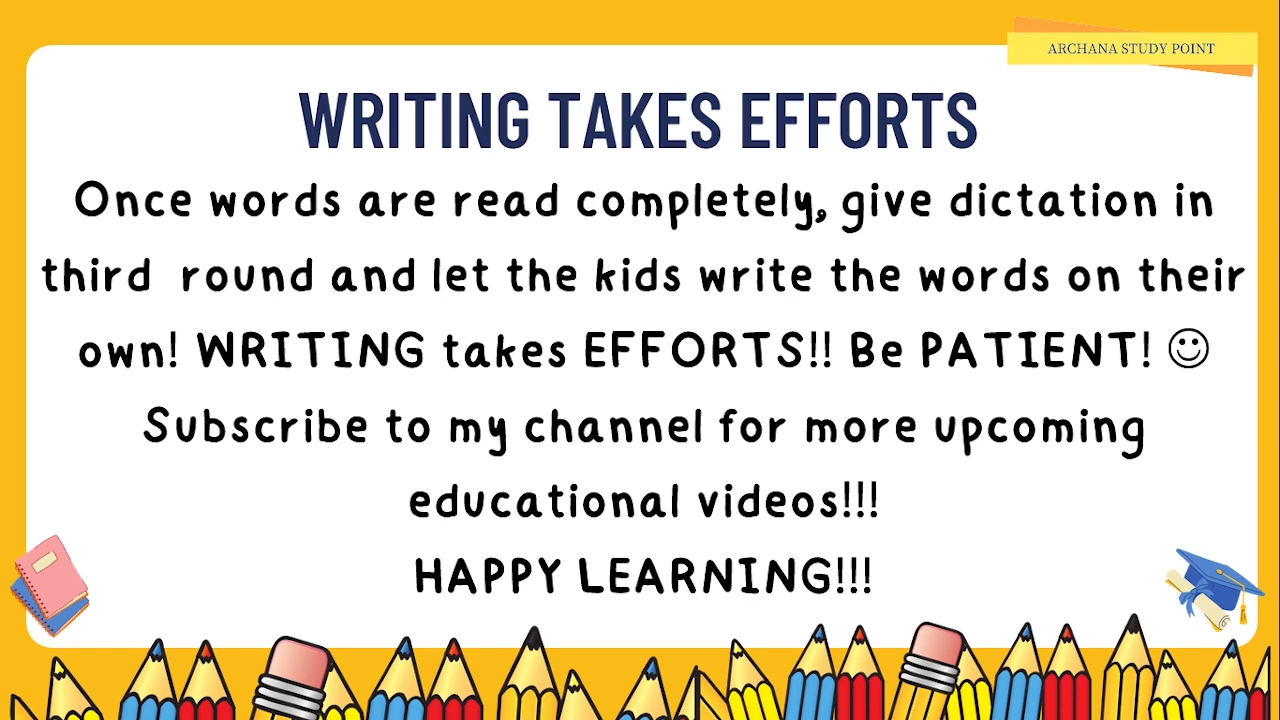 ARCHANA STUDY POINT
WRITING TAKES EFFORTS
Once words are read completely, give dictation in
third round and let the kids write the words on their
own! WRITING takes EFFORTS!! Be PATIENT! ☺
Subscribe to my channel for more upcoming
educational videos!!!
HAPPY LEARNING!!!